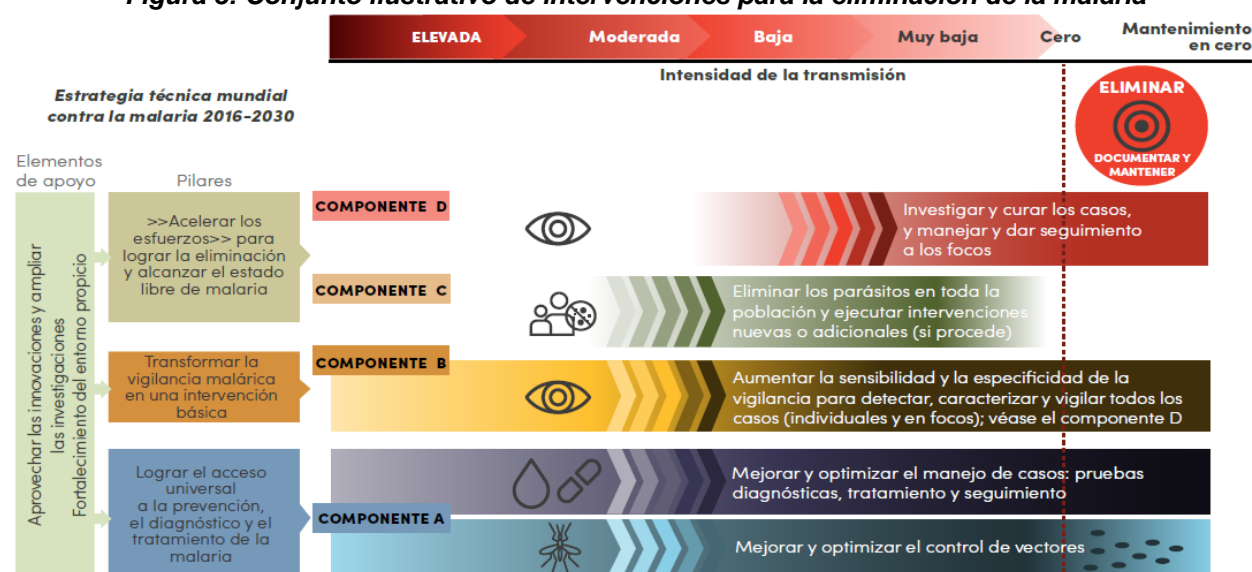 Figura 3. Conjunto ilustrativo de intervenciones para la eliminación de la malaria
ELEVADA
Moderada
Baja
Muy baja
Cero
Mantenimiento
en cero
Intensidad de la transmisión
ELIMINAR
DOCUMENTAR Y
MANTENER
Estrategia técnica mundial
contra la malaria 2016-2030
Elementos
de apoyo
Pilares
Aprovechar las innovaciones y ampliar
las investigaciones
Fortalecimiento del entorno propicio
>>Acelerar los
esfuerzos>> para
lograr la eliminación
y alcanzar el estado
libre de malaria
COMPONENTE D
Investigar y curar los casos,
y manejar y dar seguimiento
a los focos
COMPONENTE C
Eliminar los parásitos en toda la
población y ejecutar intervenciones
nuevas o adicionales (si procede)
Transformar la
vigilancia malárica
en una intervención
básica
COMPONENTE B
Aumentar la sensibilidad y la especificidad de la
vigilancia para detectar, caracterizar y vigilar todos los
casos (individuales y en focos); véase el componente D
Lograr el acceso
universal
a la prevención,
el diagnóstico y el
tratamiento de la
malaria
COMPONENTE A
Mejorar y optimizar el manejo de casos: pruebas
diagnósticas, tratamiento y seguimiento
Mejorar y optimizar el control de vectores